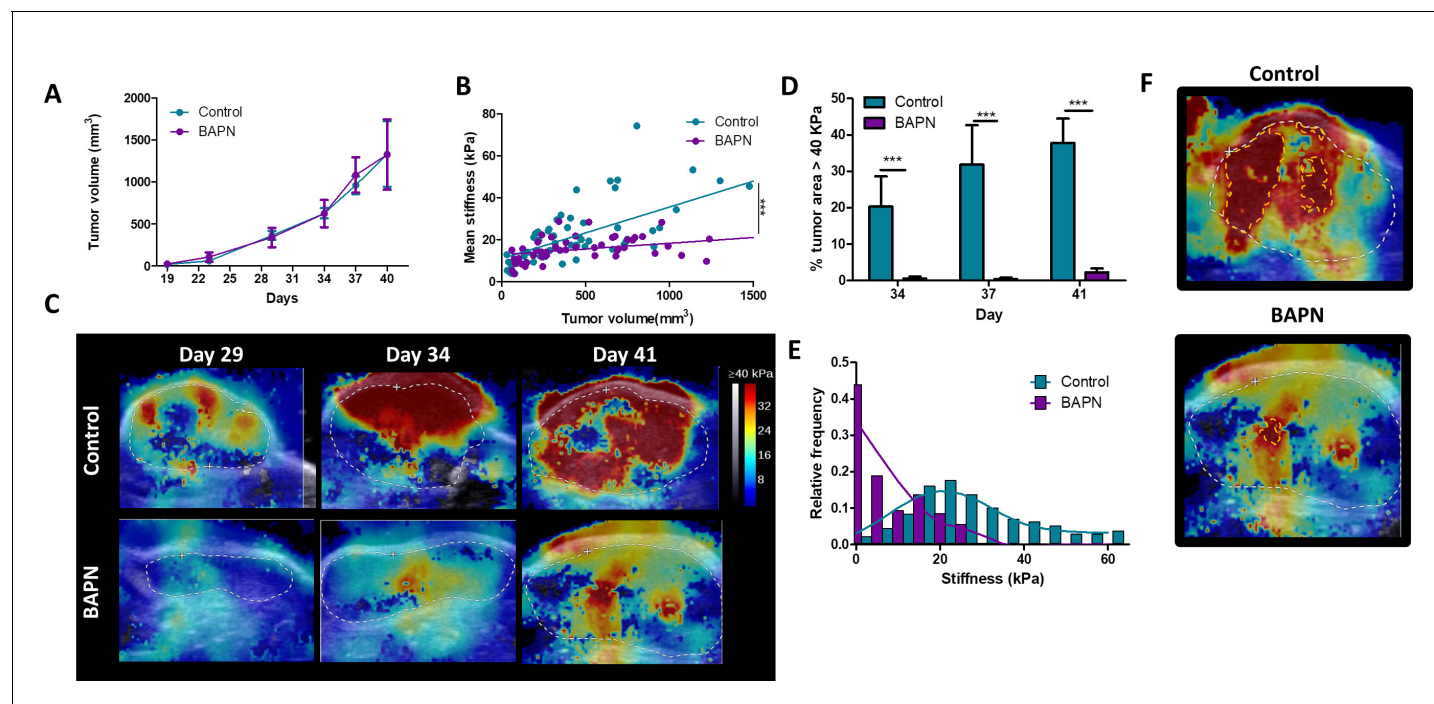 A
2000
1500
1000
500
0
Tumor volume (mm³)
Control
BAPN
19 22 25 28 31 34 37 40
Days
B
80
60
40
20
0
Mean stiffness (kPa)
Control
BAPN
***
0 500 1000 1500
Tumor volume(mm³)
C
Day 29 Day 34 Day 41
Control
BAPN
≥40 kPa
32
24
16
8
D
50
40
30
20
10
0
% tumor area > 40 KPa
Control
BAPN
*** *** ***
34 37 41
Day
E
0.5
0.4
0.3
0.2
0.1
0.0
Relative frequency
Control
BAPN
0 20 40 60
Stiffness (kPa)
F
Control
BAPN